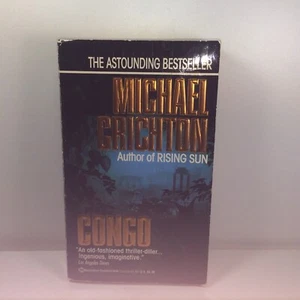 THE ASTOUNDING BESTSELLER
MICHAEL
CRICHTON
Author of RISING SUN
CONGO
"An old-fashioned thriller-diller...
Ingenious, imaginative."